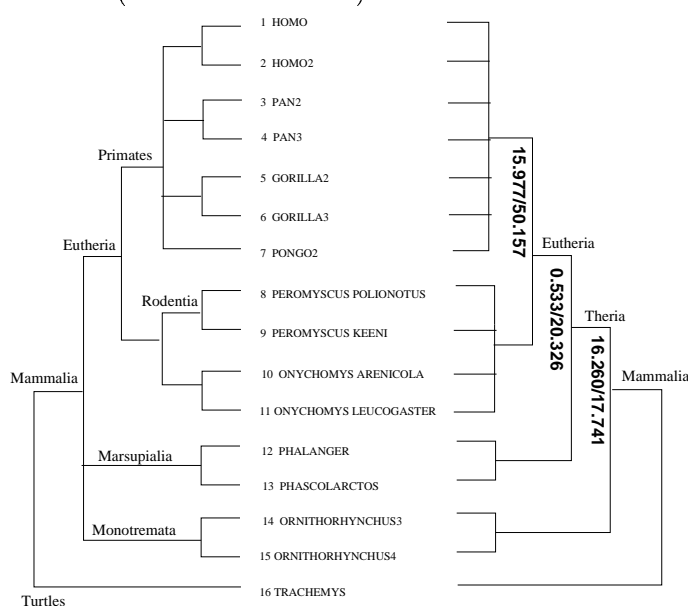 1 HOMO
2 HOMO2
3 PAN2
4 PAN3
Primates
5 GORILLA2
6 GORILLA3
7 PONGO2
Eutheria
Rodentia
8 PEROMYSCUS POLIONOTUS
9 PEROMYSCUS KEENI
10 ONYCHOMYS ARENICOLA
11 ONYCHOMYS LEUCOGASTER
Mammalia
Marsupialia
12 PHALANGER
13 PHASCOLARCTOS
Monotremata
14 ORNITHORHYNCHUS3
15 ORNITHORHYNCHUS4
16 TRACHEMYS
Turtles
15.977/50.157
Eutheria
0.533/20.326
Theria
16.260/17.741
Mammalia